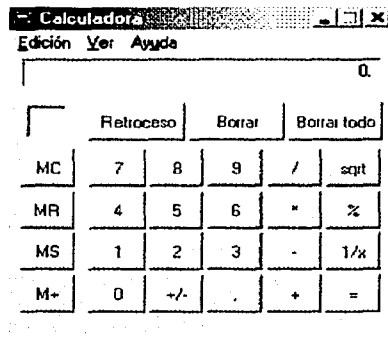 Calculadora
Edición Ver Ayuda
0.
Retroceso Borrar Borrar todo
MC 7 8 9 / sqrt
MR 4 5 6 * %
MS 1 2 3 - 1/x
M+ 0 +/- , + =